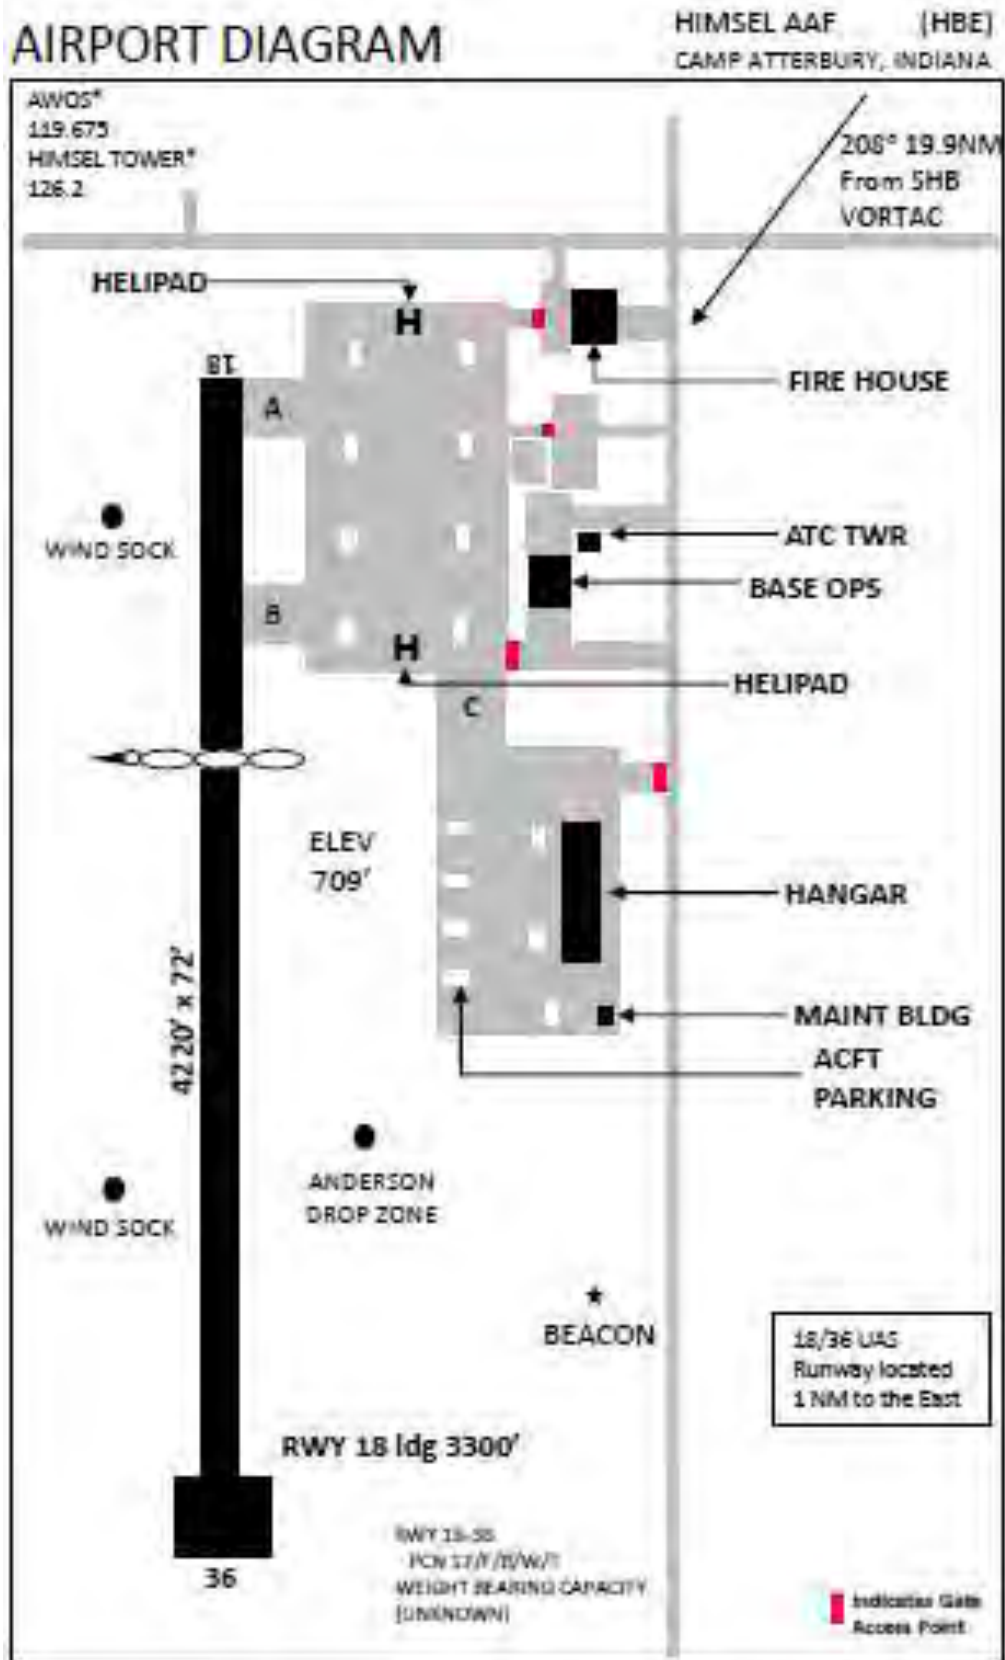 AIRPORT DIAGRAM
HIMSEL AAF (HBE)
CAMP ATTERBURY, INDIANA
AWOS*
119.675
HIMSEL TOWER*
126.2
208° 19.9NM
From SHB
VORTAC
HELIPAD
H
18
A
FIRE HOUSE
WIND SOCK
ATC TWR
BASE OPS
B
H
HELIPAD
C
ELEV
709'
HANGAR
4220' x 72'
MAINT BLDG
ACFT
PARKING
ANDERSON
DROP ZONE
WIND SOCK
BEACON
18/36 UAS
Runway located
1 NM to the East
RWY 18 ldg 3300'
RWY
PCN
WEIGHT BEARING CAPACITY
(UNKNOWN)
36
Indicates Gate
Access Point